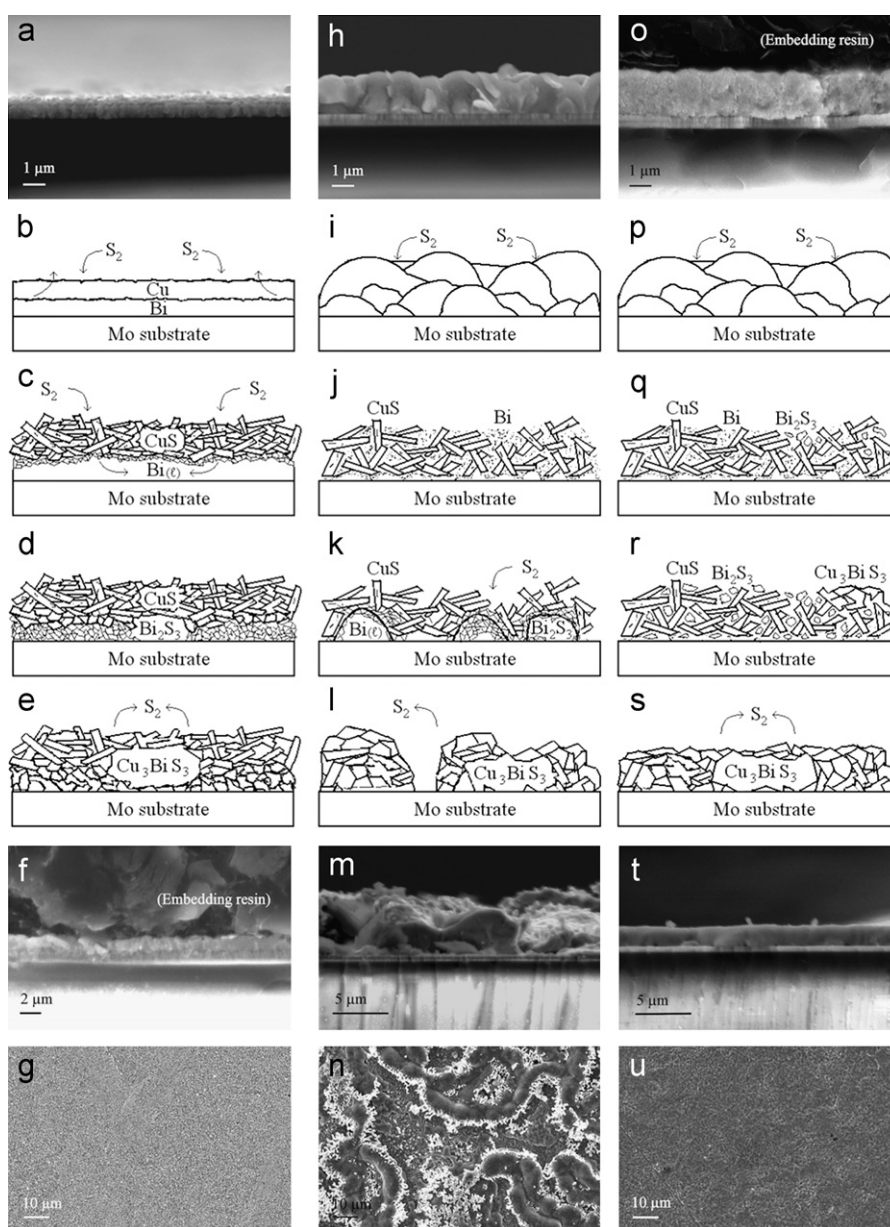 a
1 μm
h
1 μm
o
(Embedding resin)
1 μm
b
S2
S2
Cu
Bi
Mo substrate
i
S2
S2
Mo substrate
p
S2
S2
Mo substrate
c
S2
S2
CuS
Bi(ℓ)
Mo substrate
j
CuS
Bi
Mo substrate
q
CuS
Bi
Bi2S3
Mo substrate
d
CuS
Bi2S3
Mo substrate
k
CuS
S2
Bi(ℓ)
Bi2S3
Mo substrate
r
CuS
Bi2S3
Cu3BiS3
Mo substrate
e
S2
Cu3BiS3
Mo substrate
l
S2
Cu3BiS3
Mo substrate
s
S2
Cu3BiS3
Mo substrate
f
(Embedding resin)
2 μm
m
5 μm
t
5 μm
g
10 μm
n
10 μm
u
10 μm